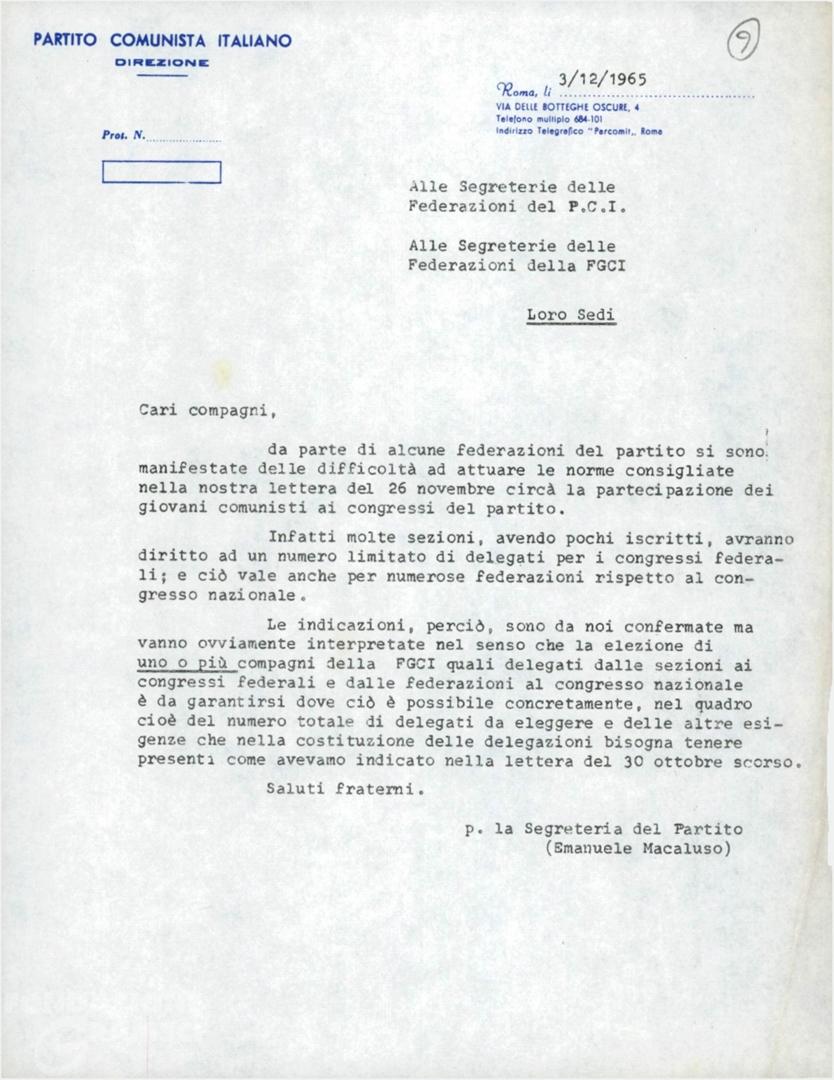 PARTITO COMUNISTA ITALIANO
DIREZIONE
9
Roma, li 3/12/1965
VIA DELLE BOTTEGHE OSCURE, 4
Telefono multiplo 684-101
Indirizzo Telegrafico "Parcomit„ Roma
Prot. N.
Alle Segreterie delle
Federazioni del P.C.I.
Alle Segreterie delle
Federazioni della FGCI
Loro Sedi
Cari compagni,
da parte di alcune federazioni del partito si sono
manifestate delle difficoltà ad attuare le norme consigliate
nella nostra lettera del 26 novembre circà la partecipazione dei
giovani comunisti ai congressi del partito.
Infatti molte sezioni, avendo pochi iscritti, avranno
diritto ad un numero limitato di delegati per i congressi federa-
li; e ciò vale anche per numerose federazioni rispetto al con-
gresso nazionale.
Le indicazioni, perciò, sono da noi confermate ma
vanno ovviamente interpretate nel senso che la elezione di
uno o più compagni della FGCI quali delegati dalle sezioni ai
congressi federali e dalle federazioni al congresso nazionale
è da garantirsi dove ciò è possibile concretamente, nel quadro
cioè del numero totale di delegati da eleggere e delle altre esi-
genze che nella costituzione delle delegazioni bisogna tenere
presenti come avevamo indicato nella lettera del 30 ottobre scorso.
Saluti fraterni.
p. la Segreteria del Partito
(Emanuele Macaluso)